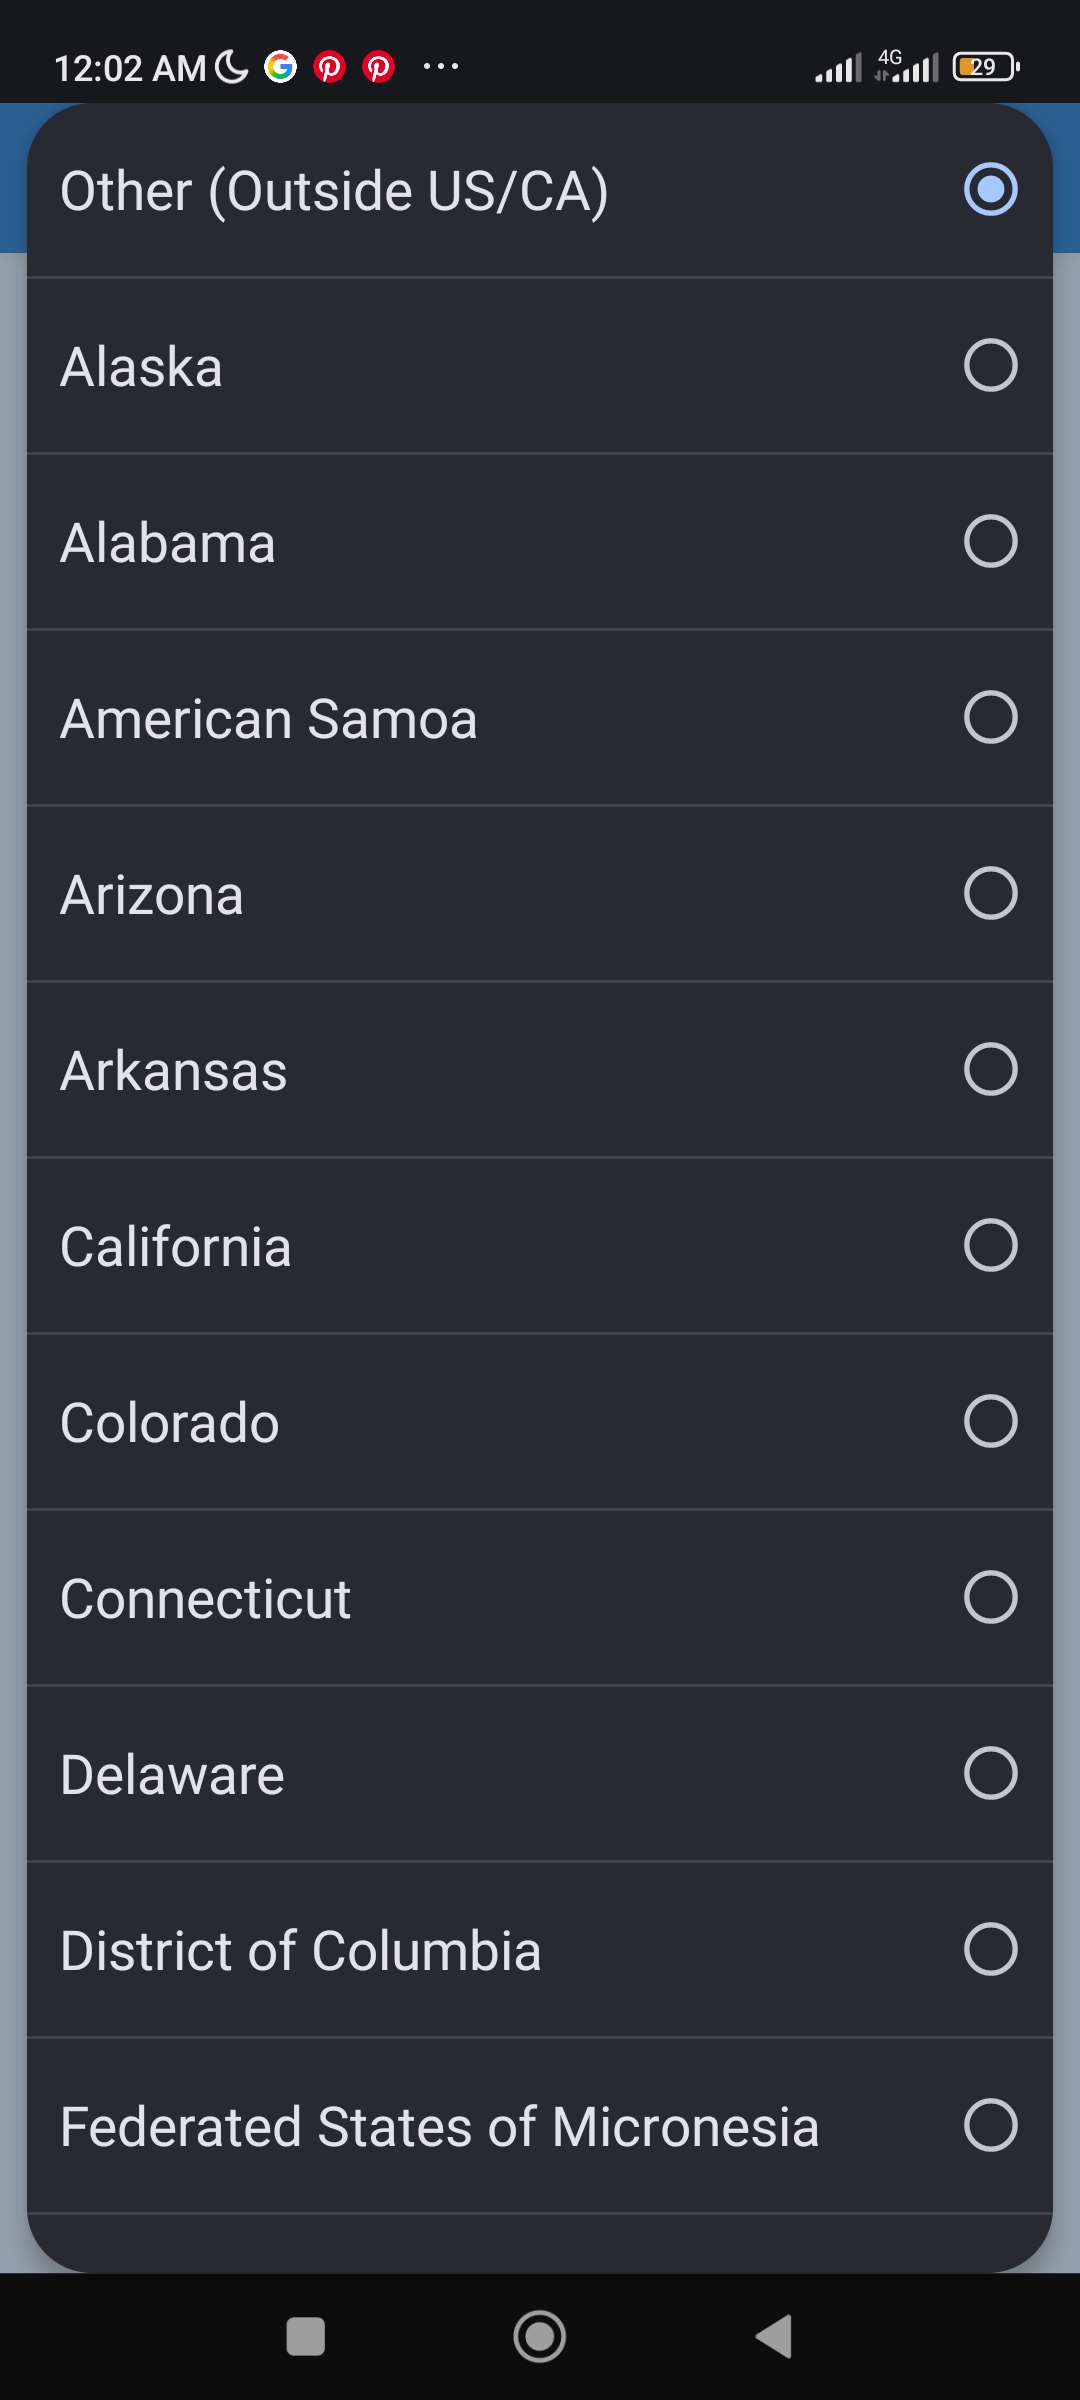 12:02 AM
4G
29
Other (Outside US/CA)
Alaska
Alabama
American Samoa
Arizona
Arkansas
California
Colorado
Connecticut
Delaware
District of Columbia
Federated States of Micronesia